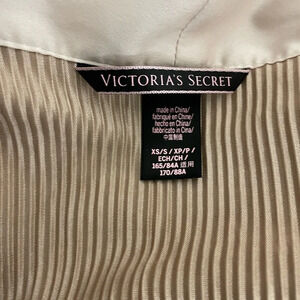 VICTORIA'S SECRET
made in China/
fabriqué en Chine/
hecho en China/
fabbricato in Cina/
中国制造
XS/S / XP/P /
ECH/CH /
165/84A 适用
170/88A